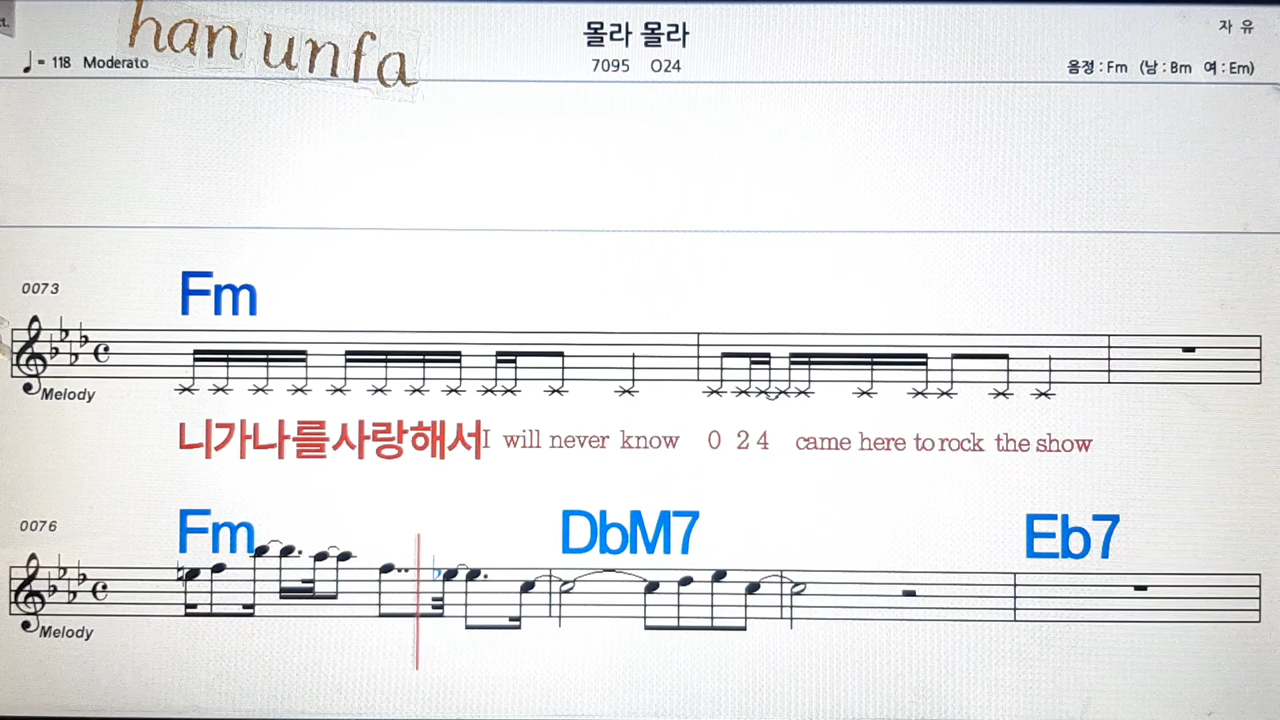 han unfa
몰라 몰라
자 유
♩= 118 Moderato
7095 O24
음정 : Fm (남 : Bm 여 : Em)
Fm
0073
Melody
니가나를사랑해서I will never know 0 2 4 came here to rock the show
Fm DbM7 Eb7
0076
Melody